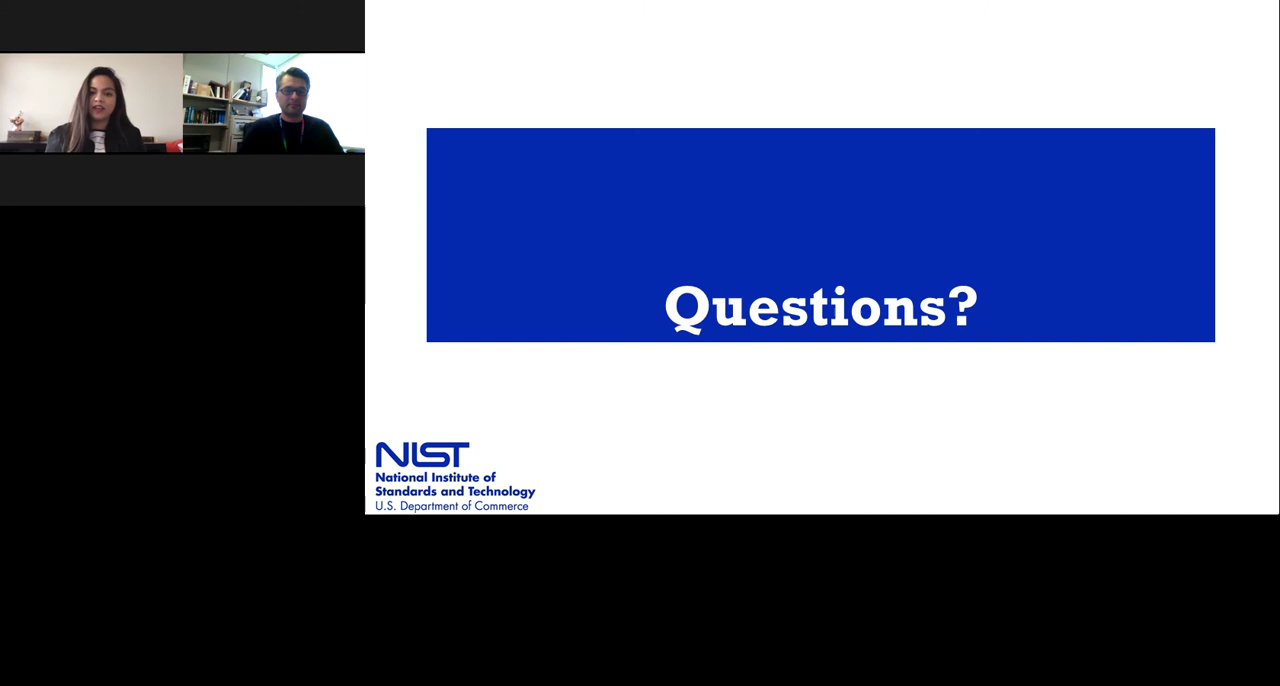 Questions?
NIST
National Institute of
Standards and Technology
U.S. Department of Commerce